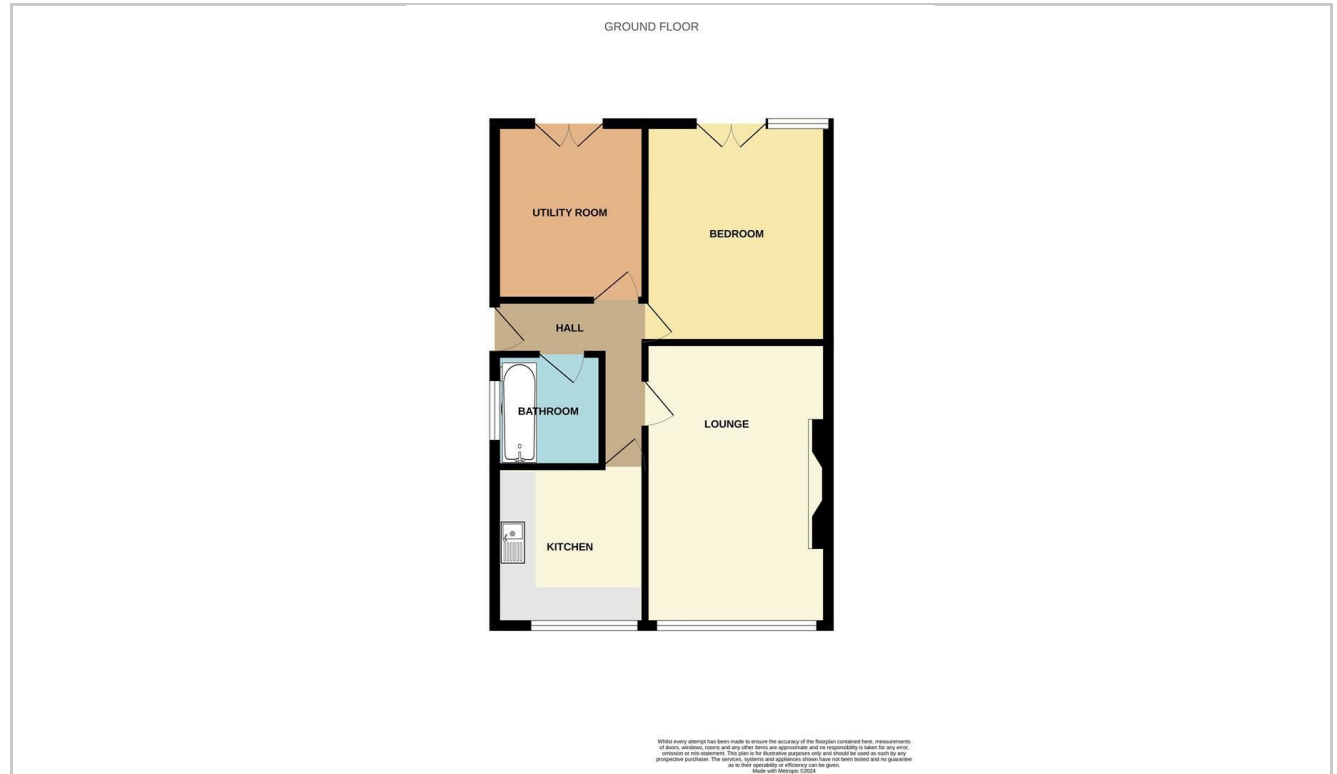 GROUND FLOOR
UTILITY ROOM
BEDROOM
HALL
BATHROOM
LOUNGE
KITCHEN
Whilst every attempt has been made to ensure the accuracy of the floorplan contained here, measurements
of doors, windows, rooms and any other items are approximate and no responsibility is taken for any error,
omission or mis-statement. This plan is for illustrative purposes only and should be used as such by any
prospective purchaser. The services, systems and appliances shown have not been tested and no guarantee
as to their operability or efficiency can be given.
Made with Metropix ©2024